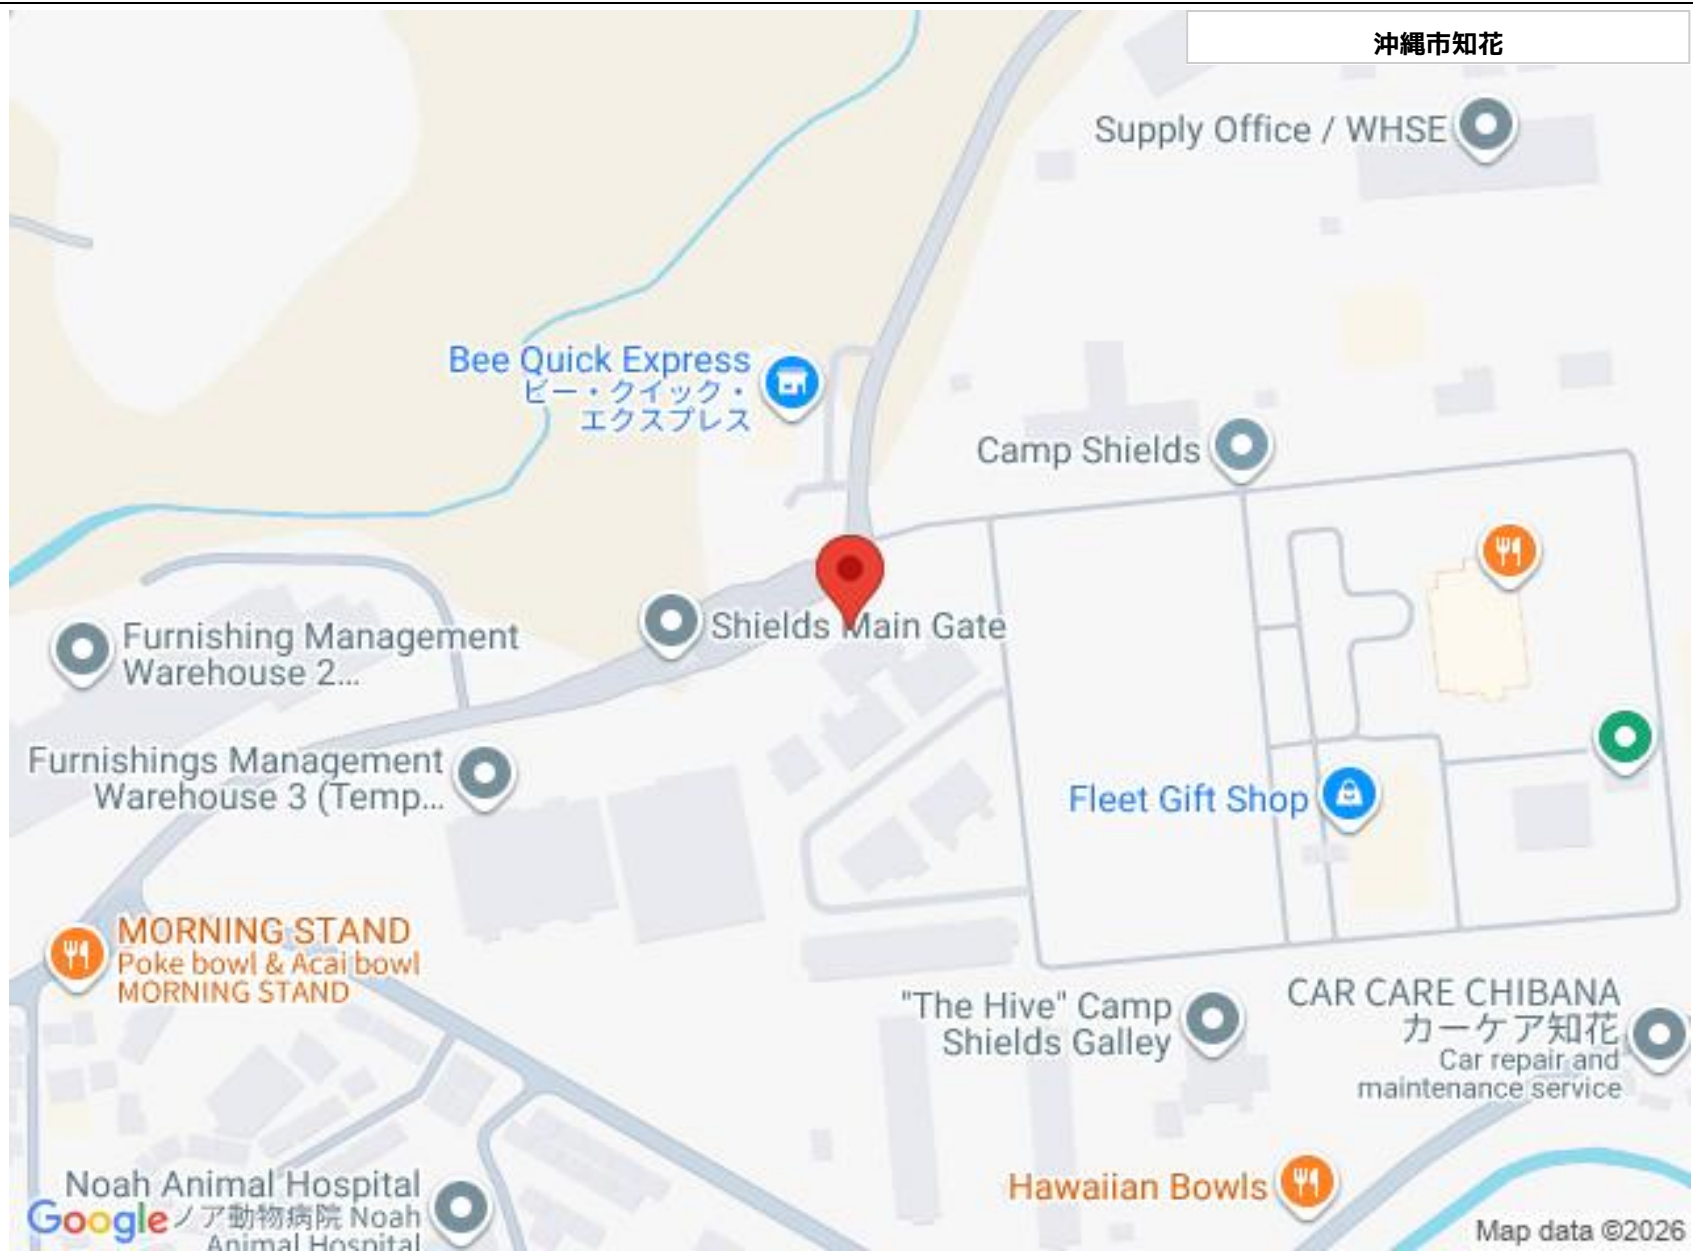 沖縄市知花
Supply Office / WHSE
Bee Quick Express
ビー・クイック・
エクスプレス
Camp Shields
Shields Main Gate
Furnishing Management
Warehouse 2...
Furnishings Management
Warehouse 3 (Temp...
Fleet Gift Shop
MORNING STAND
Poke bowl & Acai bowl
MORNING STAND
"The Hive" Camp
Shields Galley
CAR CARE CHIBANA
カーケア知花
Car repair and
maintenance service
Hawaiian Bowls
Noah Animal Hospital
ノア動物病院 Noah
Animal Hospital
Google
Map data ©2026